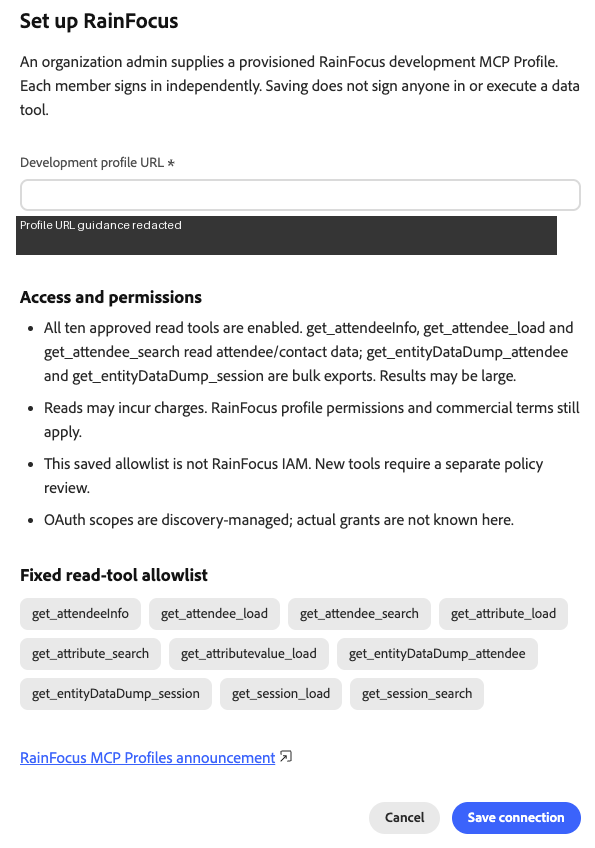 Set up RainFocus
An organization admin supplies a provisioned RainFocus development MCP Profile.
Each member signs in independently. Saving does not sign anyone in or execute a data
tool.
Development profile URL *
Profile URL guidance redacted
Access and permissions
• All ten approved read tools are enabled. get_attendeeInfo, get_attendee_load and
get_attendee_search read attendee/contact data; get_entityDataDump_attendee
and get_entityDataDump_session are bulk exports. Results may be large.
• Reads may incur charges. RainFocus profile permissions and commercial terms still
apply.
• This saved allowlist is not RainFocus IAM. New tools require a separate policy
review.
• OAuth scopes are discovery-managed; actual grants are not known here.
Fixed read-tool allowlist
get_attendeeInfo get_attendee_load get_attendee_search get_attribute_load
get_attribute_search get_attributevalue_load get_entityDataDump_attendee
get_entityDataDump_session get_session_load get_session_search
RainFocus MCP Profiles announcement
Cancel Save connection